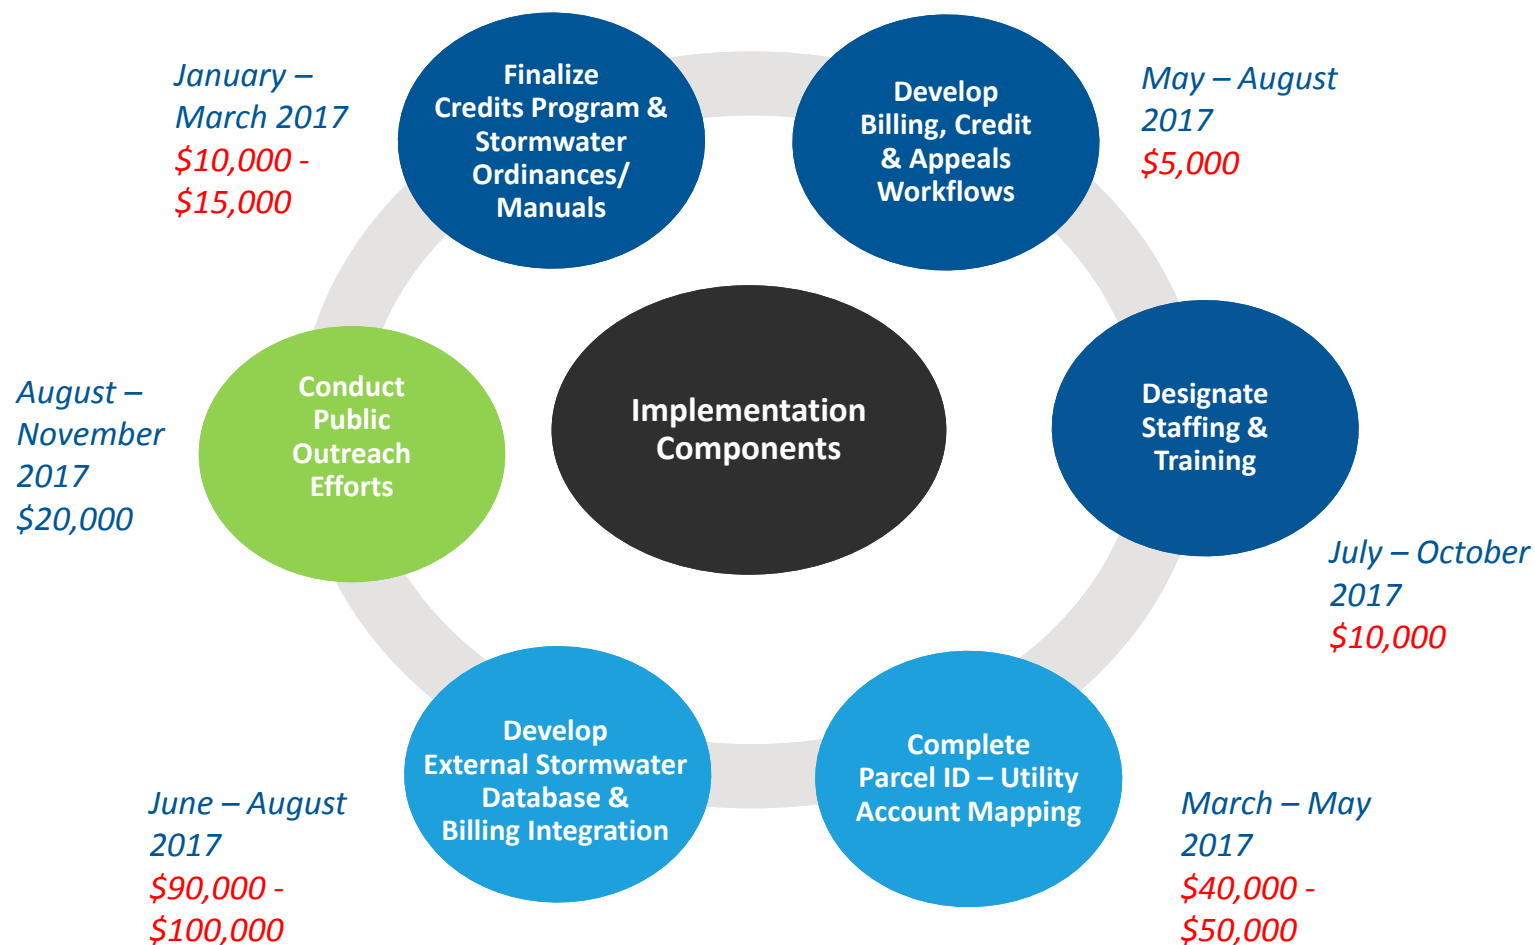 January –
March 2017
$10,000 -
$15,000
Finalize
Credits Program &
Stormwater
Ordinances/
Manuals
Develop
Billing, Credit
& Appeals
Workflows
May – August
2017
$5,000
August –
November
2017
$20,000
Conduct
Public
Outreach
Efforts
Implementation
Components
Designate
Staffing &
Training
July – October
2017
$10,000
June – August
2017
$90,000 -
$100,000
Develop
External Stormwater
Database &
Billing Integration
Complete
Parcel ID – Utility
Account Mapping
March – May
2017
$40,000 -
$50,000